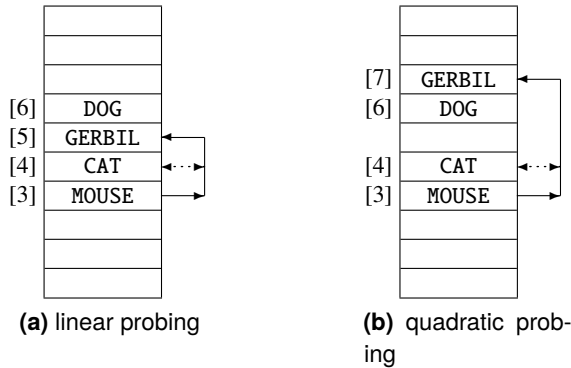 [6] DOG
[5] GERBIL
[4] CAT
[3] MOUSE
(a) linear probing
[7] GERBIL
[6] DOG
[4] CAT
[3] MOUSE
(b) quadratic prob-
ing